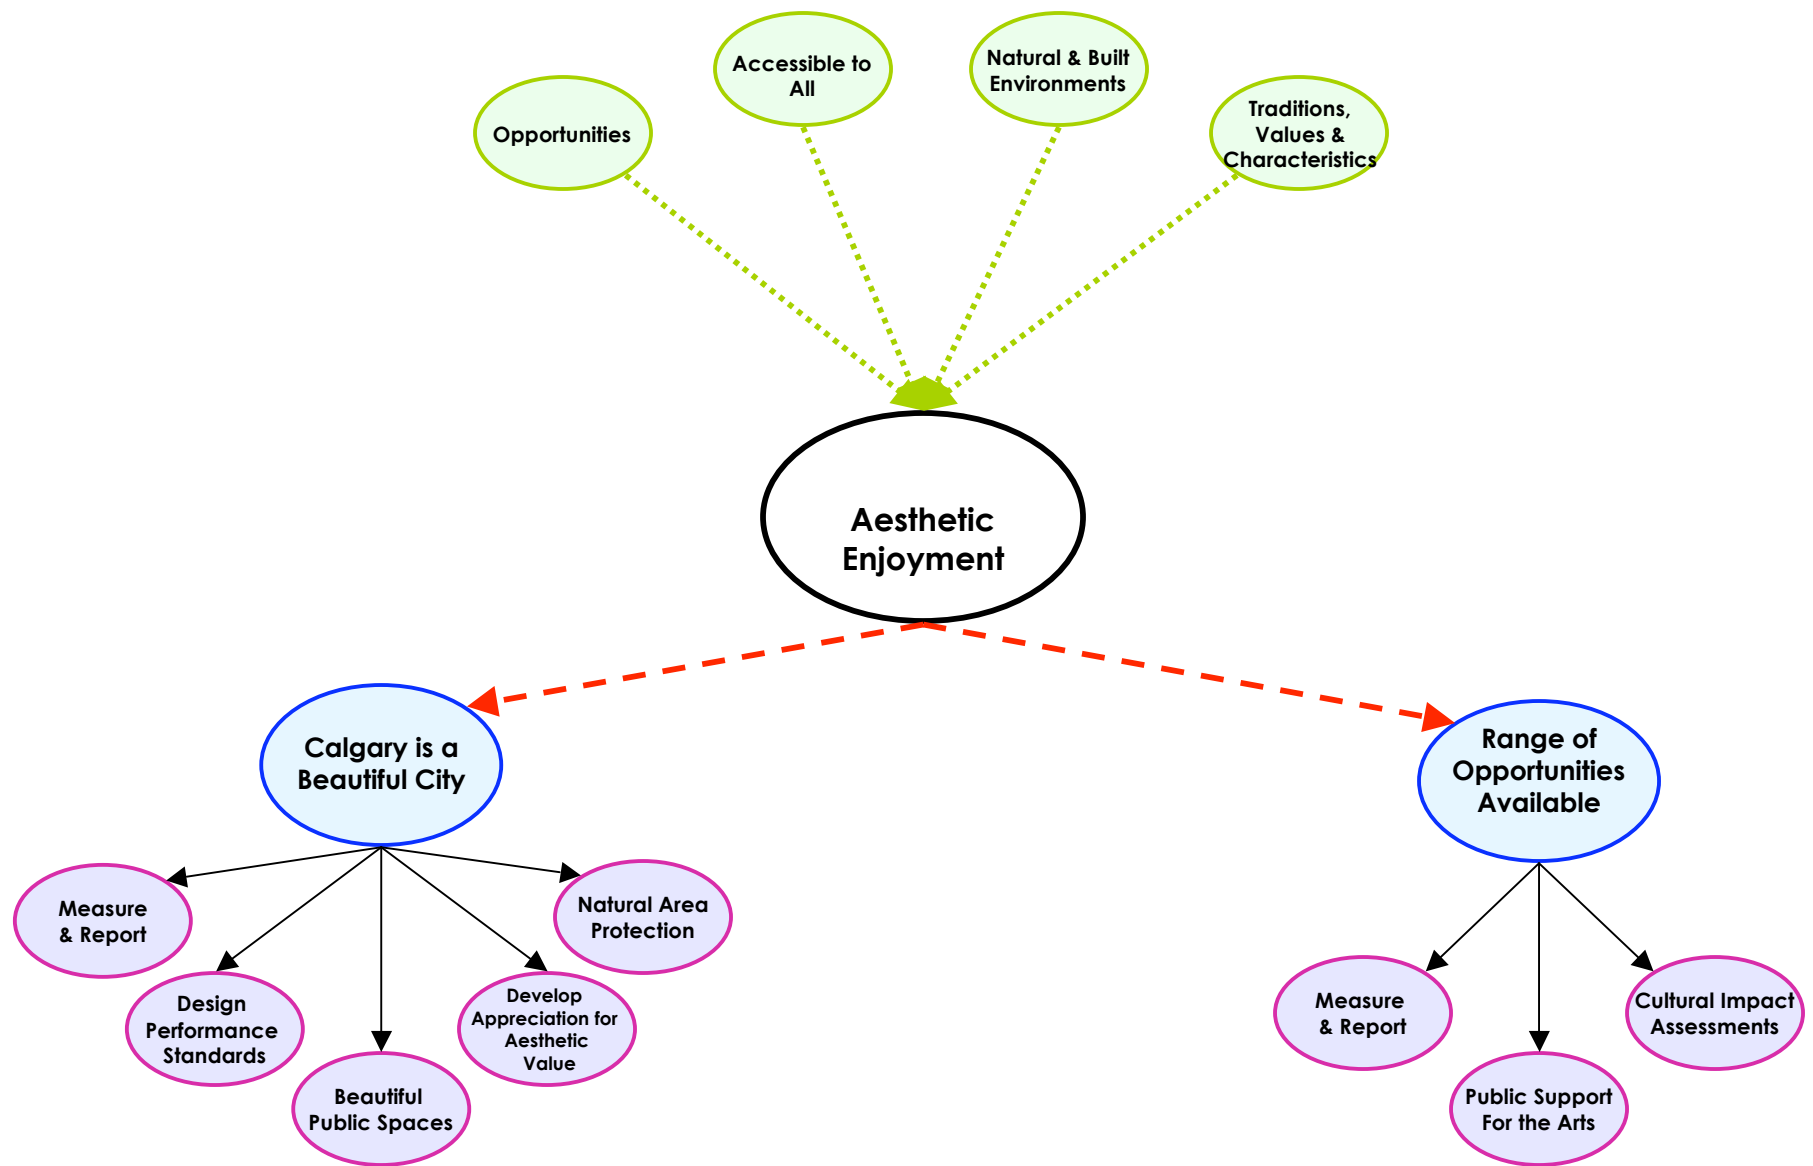 Opportunities
Accessible to
All
Natural & Built
Environments
Traditions,
Values &
Characteristics
Aesthetic
Enjoyment
Calgary is a
Beautiful City
Range of
Opportunities
Available
Measure
& Report
Design
Performance
Standards
Beautiful
Public Spaces
Develop
Appreciation for
Aesthetic
Value
Natural Area
Protection
Measure
& Report
Public Support
For the Arts
Cultural Impact
Assessments